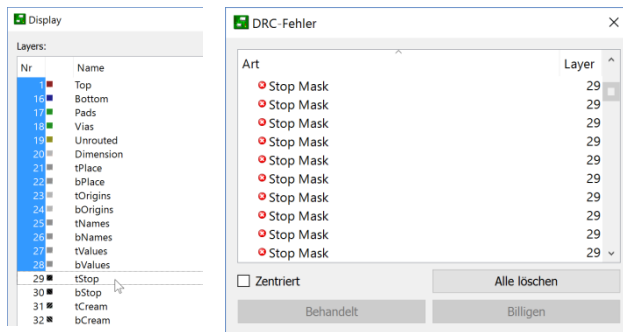 Display
Layers:
Nr Name
1 Top
16 Bottom
17 Pads
18 Vias
19 Unrouted
20 Dimension
21 tPlace
22 bPlace
23 tOrigins
24 bOrigins
25 tNames
26 bNames
27 tValues
28 bValues
29 tStop
30 bStop
31 tCream
32 bCream
DRC-Fehler
Art Layer
Stop Mask 29
Stop Mask 29
Stop Mask 29
Stop Mask 29
Stop Mask 29
Stop Mask 29
Stop Mask 29
Stop Mask 29
Stop Mask 29
Stop Mask 29
Zentriert
Alle löschen
Behandelt
Billigen